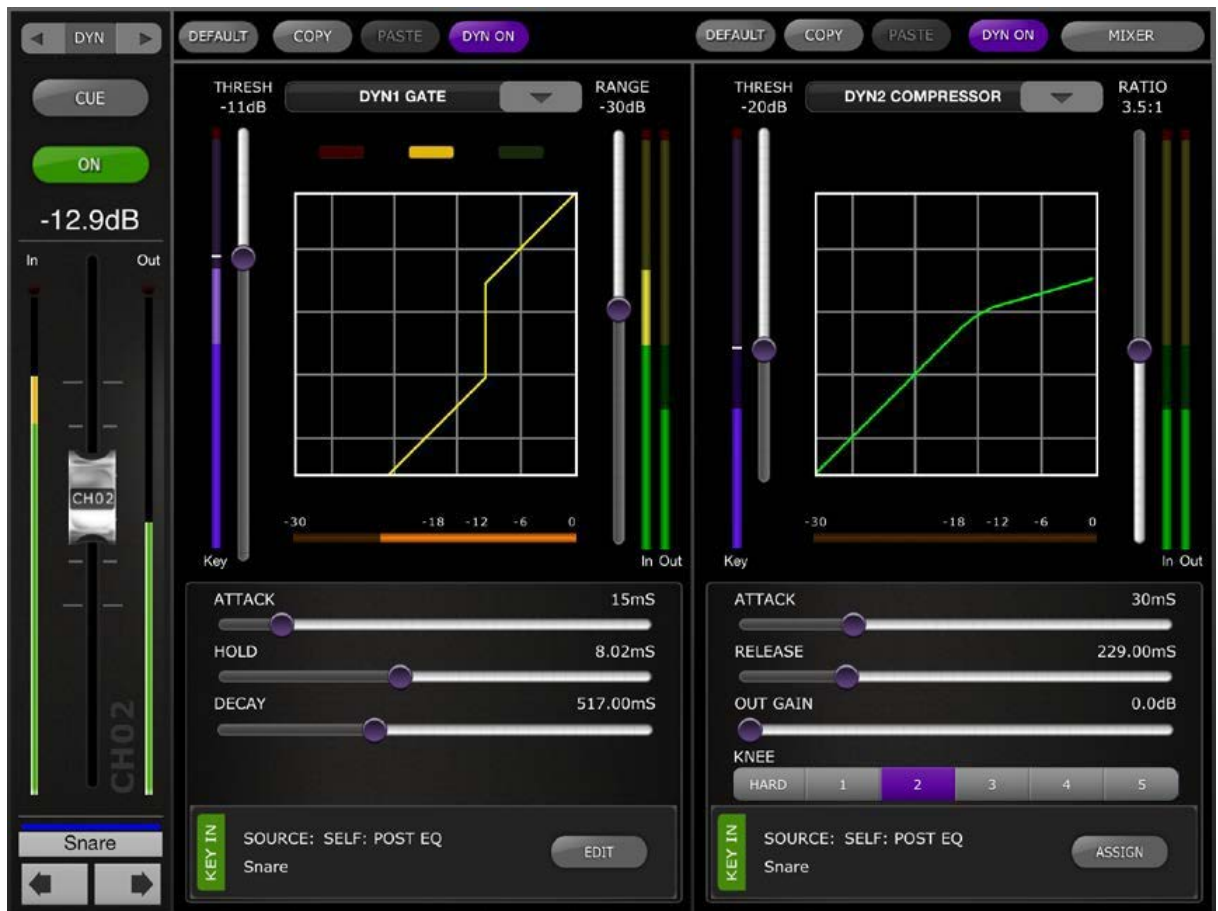 DYN
DEFAULT COPY PASTE DYN ON
DEFAULT COPY PASTE DYN ON MIXER
CUE
ON
-12.9dB
In Out
CH02
CH02
Snare
THRESH
-11dB
DYN1 GATE
RANGE
-30dB
-30 -18 -12 -6 0
Key In Out
ATTACK 15mS
HOLD 8.02mS
DECAY 517.00mS
KEY IN
SOURCE: SELF: POST EQ
Snare
EDIT
THRESH
-20dB
DYN2 COMPRESSOR
RATIO
3.5:1
-30 -18 -12 -6 0
Key In Out
ATTACK 30mS
RELEASE 229.00mS
OUT GAIN 0.0dB
KNEE
HARD 1 2 3 4 5
KEY IN
SOURCE: SELF: POST EQ
Snare
ASSIGN